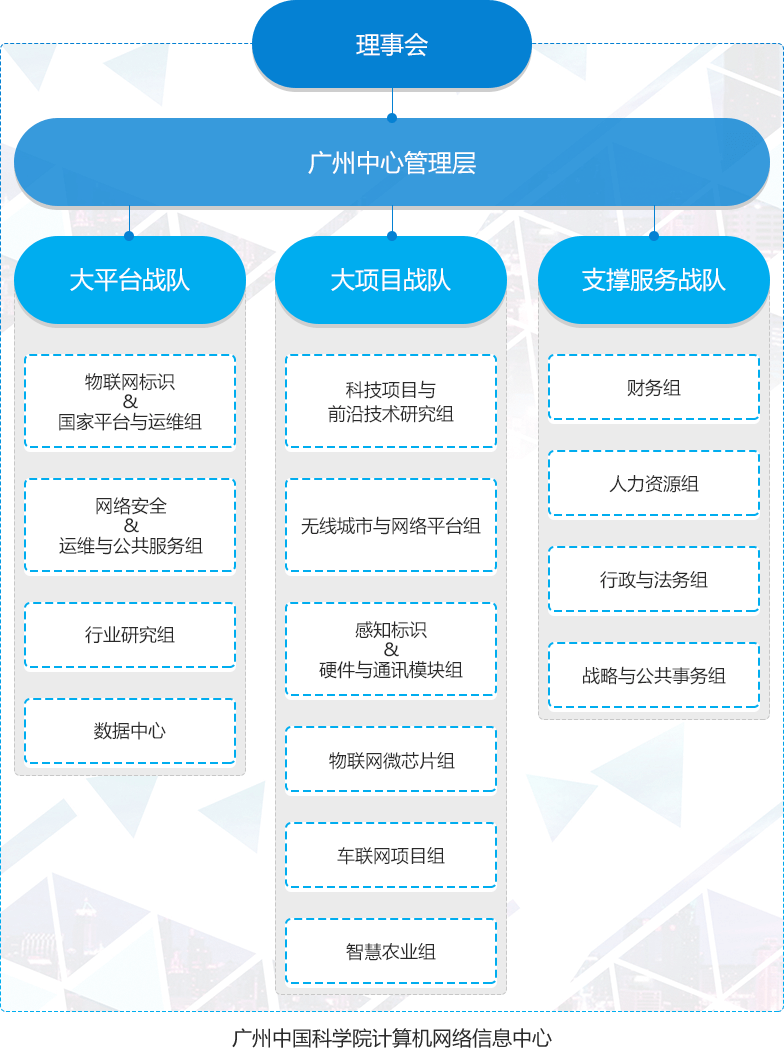 理事会
广州中心管理层
大平台战队
物联网标识
&
国家平台与运维组
网络安全
&
运维与公共服务组
行业研究组
数据中心
大项目战队
科技项目与
前沿技术研究组
无线城市与网络平台组
感知标识
&
硬件与通讯模块组
物联网微芯片组
车联网项目组
智慧农业组
支撑服务战队
财务组
人力资源组
行政与法务组
战略与公共事务组
广州中国科学院计算机网络信息中心